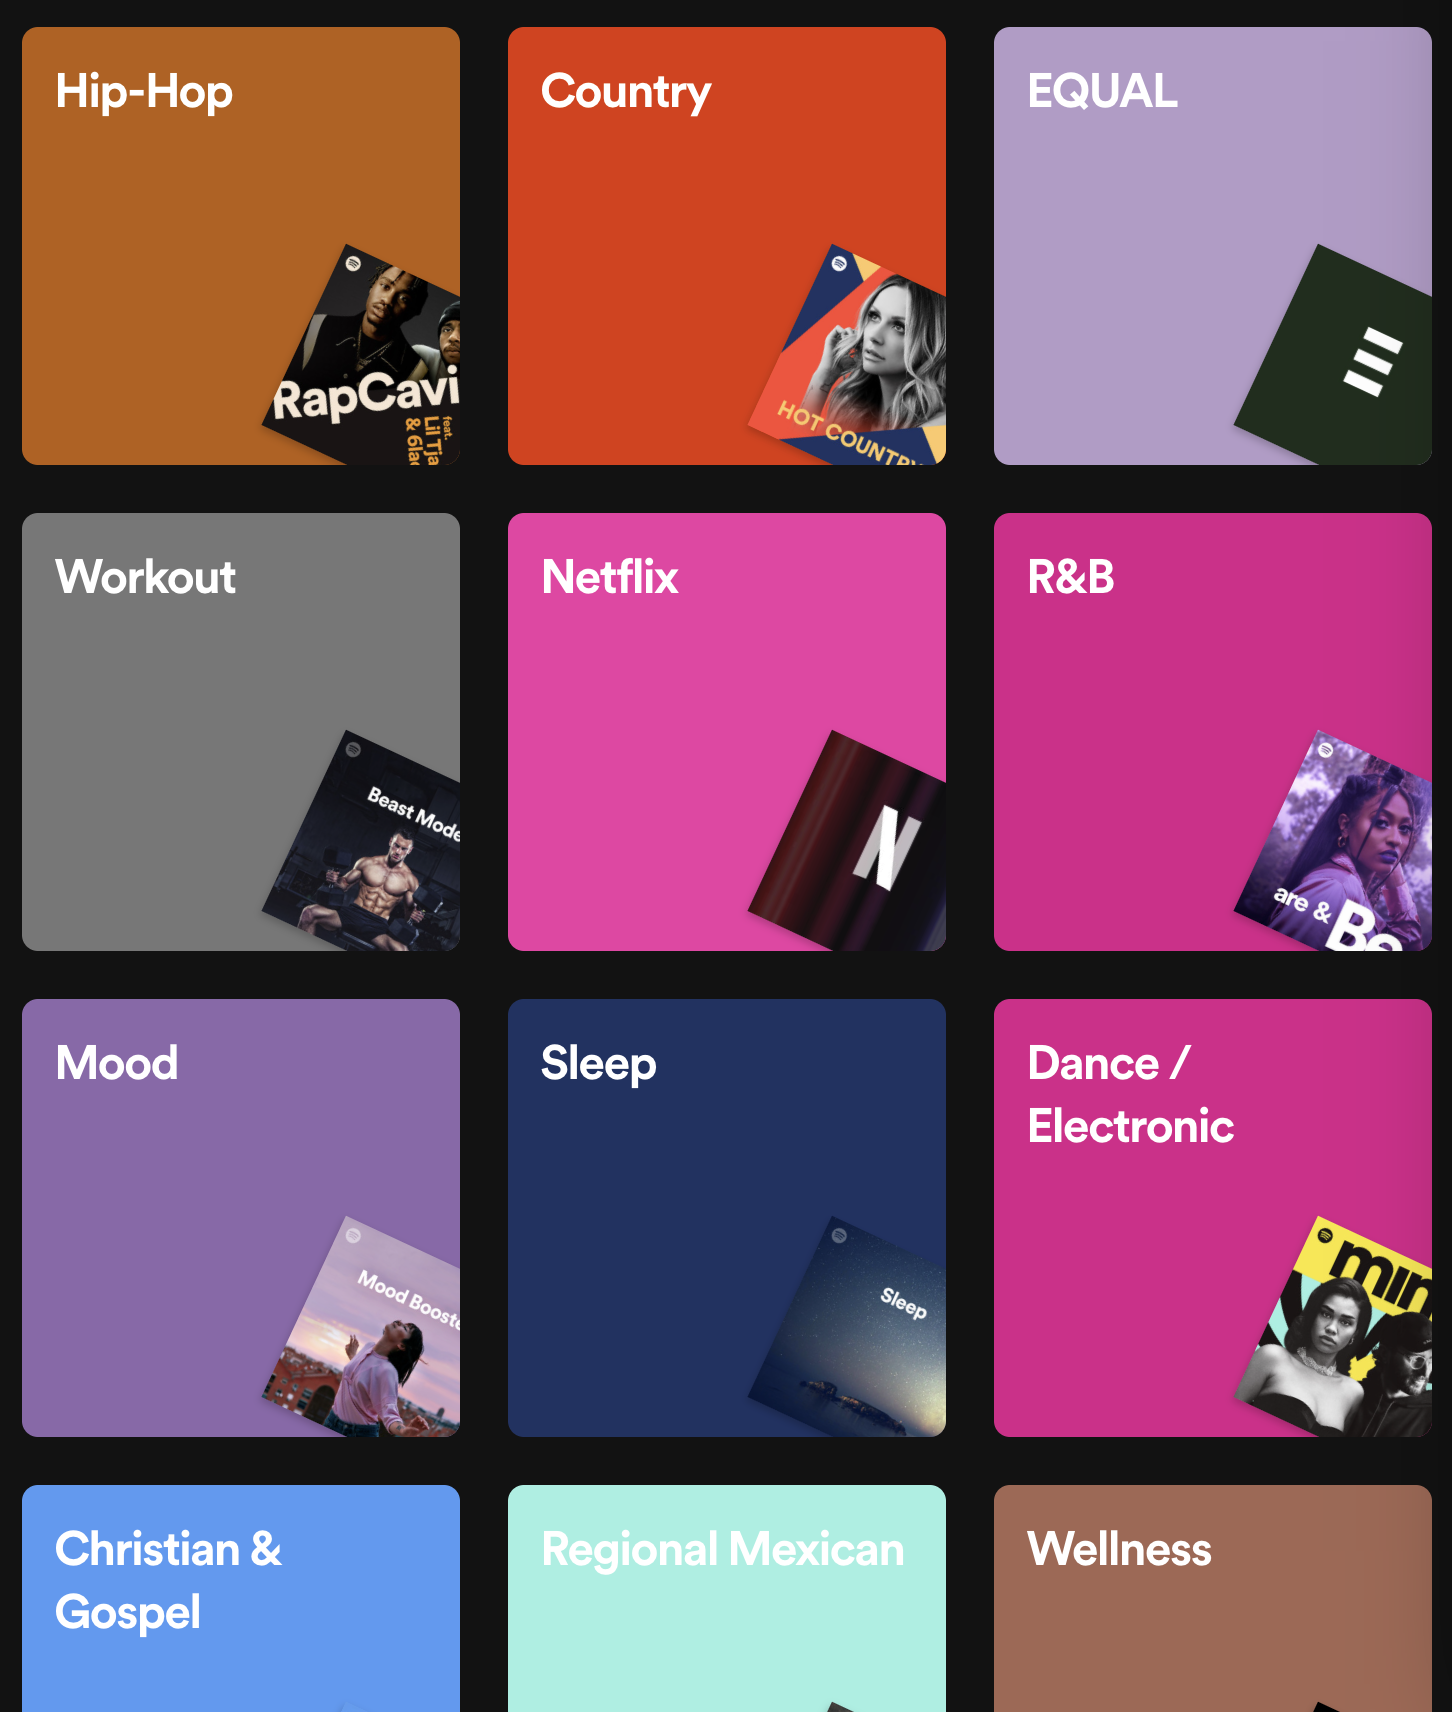 Hip-Hop
RapCavi
feat.
Lil Tja
& 6lac
Country
HOT COUNTRY
EQUAL
Workout
Beast Mode
Netflix
N
R&B
are &
Be
Mood
Mood Booste
Sleep
Sleep
Dance /
Electronic
min
Christian &
Gospel
Regional Mexican
Wellness